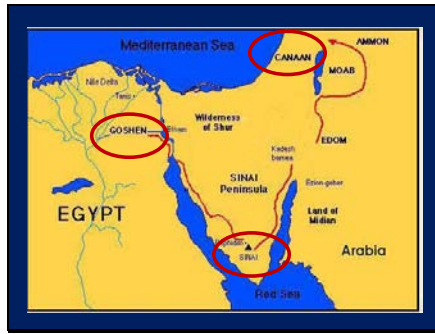 Mediterranean Sea
AMMON
CANAAN
MOAB
Nile Delta
Tanis
Wilderness
of Shur
GOSHEN
Etham
EDOM
Kadesh
barnea
SINAI
Peninsula
Ezion-geber
EGYPT
Land of
Midian
Arabia
SINAI
Red Sea